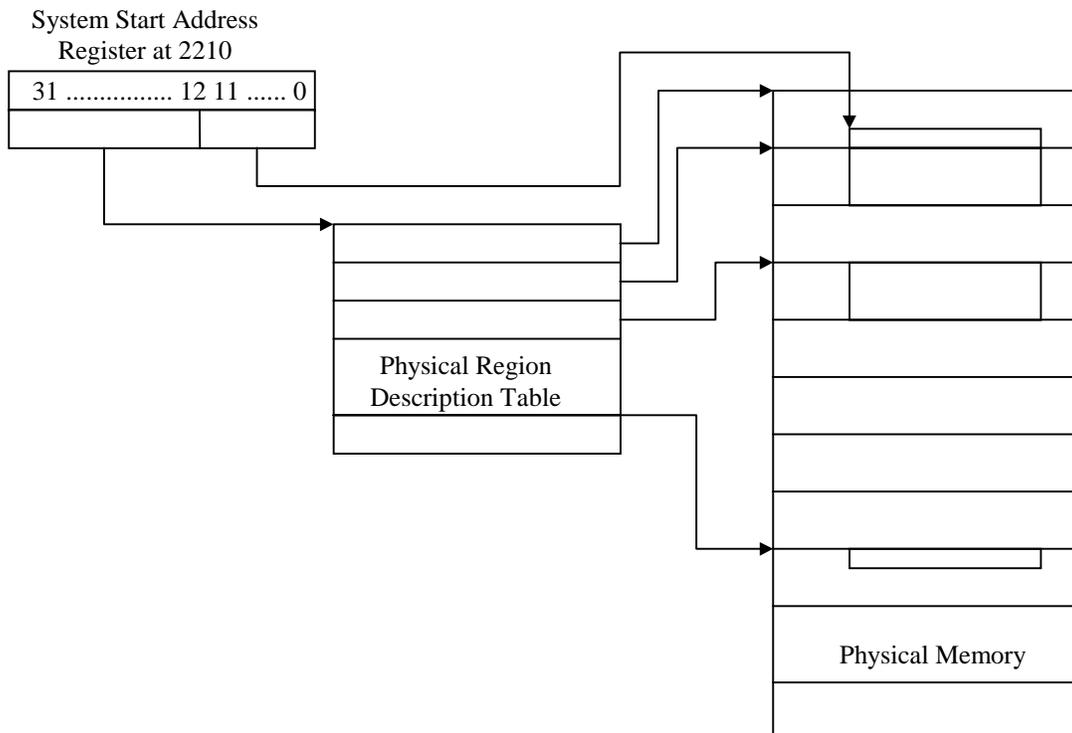 System Start Address
Register at 2210
31 ............... 12 11 ...... 0
Physical Region
Description Table
Physical Memory